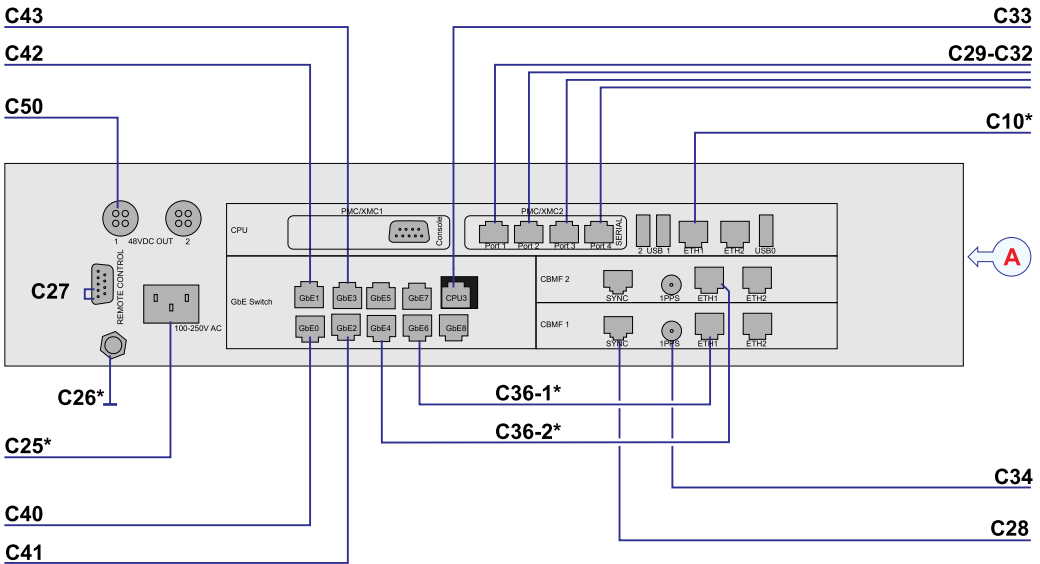 C43
C33
C42
C29-C32
C50
C10*
PMC/XMC1
PMC/XMC2
CPU
Console
Port 1
Port 2
Port 3
Port 4
SERIAL
2 USB 1
ETH1
ETH2
USB0
1 48VDC OUT 2
A
C27
REMOTE CONTROL
100-250V AC
GbE Switch
GbE1
GbE3
GbE5
GbE7
CPU3
GbE0
GbE2
GbE4
GbE6
GbE8
CBMF 2
SYNC
1PPS
ETH1
ETH2
CBMF 1
SYNC
1PPS
ETH1
ETH2
C26*
C36-1*
C36-2*
C25*
C34
C40
C28
C41